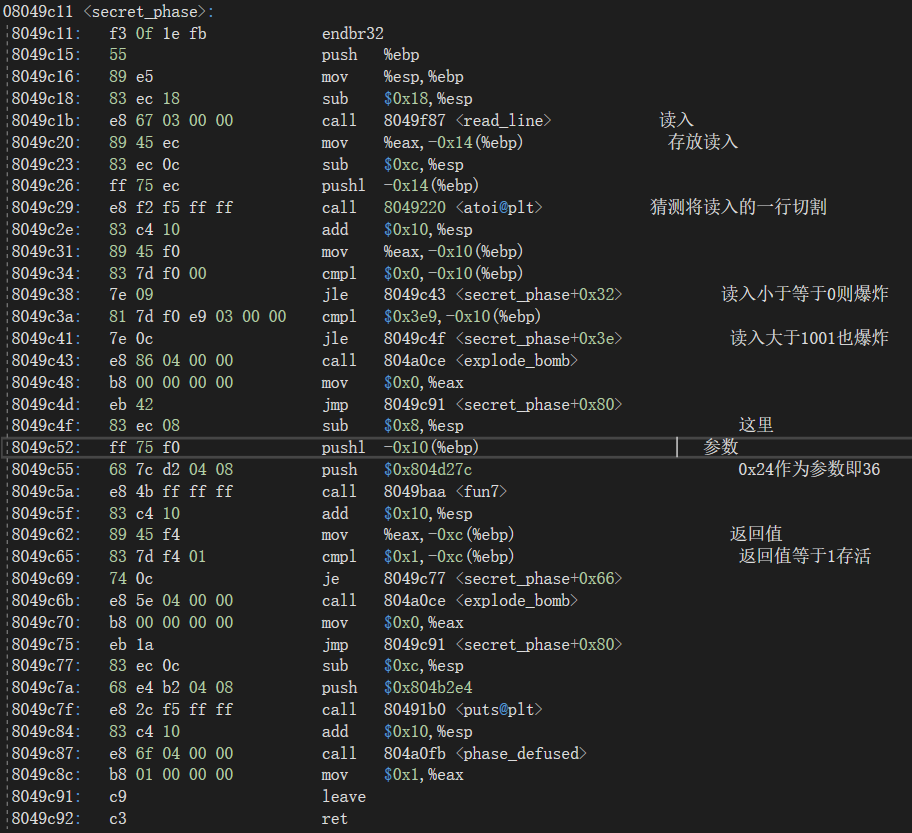 08049c11 <secret_phase>:
8049c11: f3 0f 1e fb endbr32
8049c15: 55 push %ebp
8049c16: 89 e5 mov %esp,%ebp
8049c18: 83 ec 18 sub $0x18,%esp
8049c1b: e8 67 03 00 00 call 8049f87 <read_line> 读入
8049c20: 89 45 ec mov %eax,-0x14(%ebp) 存放读入
8049c23: 83 ec 0c sub $0xc,%esp
8049c26: ff 75 ec pushl -0x14(%ebp)
8049c29: e8 f2 f5 ff ff call 8049220 <atoi@plt> 猜测将读入的一行切割
8049c2e: 83 c4 10 add $0x10,%esp
8049c31: 89 45 f0 mov %eax,-0x10(%ebp)
8049c34: 83 7d f0 00 cmpl $0x0,-0x10(%ebp)
8049c38: 7e 09 jle 8049c43 <secret_phase+0x32> 读入小于等于0则爆炸
8049c3a: 81 7d f0 e9 03 00 00 cmpl $0x3e9,-0x10(%ebp)
8049c41: 7e 0c jle 8049c4f <secret_phase+0x3e> 读入大于1001也爆炸
8049c43: e8 86 04 00 00 call 804a0ce <explode_bomb>
8049c48: b8 00 00 00 00 mov $0x0,%eax
8049c4d: eb 42 jmp 8049c91 <secret_phase+0x80>
8049c4f: 83 ec 08 sub $0x8,%esp 这里
8049c52: ff 75 f0 pushl -0x10(%ebp) 参数
8049c55: 68 7c d2 04 08 push $0x804d27c 0x24作为参数即36
8049c5a: e8 4b ff ff ff call 8049baa <fun7>
8049c5f: 83 c4 10 add $0x10,%esp
8049c62: 89 45 f4 mov %eax,-0xc(%ebp) 返回值
8049c65: 83 7d f4 01 cmpl $0x1,-0xc(%ebp) 返回值等于1存活
8049c69: 74 0c je 8049c77 <secret_phase+0x66>
8049c6b: e8 5e 04 00 00 call 804a0ce <explode_bomb>
8049c70: b8 00 00 00 00 mov $0x0,%eax
8049c75: eb 1a jmp 8049c91 <secret_phase+0x80>
8049c77: 83 ec 0c sub $0xc,%esp
8049c7a: 68 e4 b2 04 08 push $0x804b2e4
8049c7f: e8 2c f5 ff ff call 80491b0 <puts@plt>
8049c84: 83 c4 10 add $0x10,%esp
8049c87: e8 6f 04 00 00 call 804a0fb <phase_defused>
8049c8c: b8 01 00 00 00 mov $0x1,%eax
8049c91: c9 leave
8049c92: c3 ret